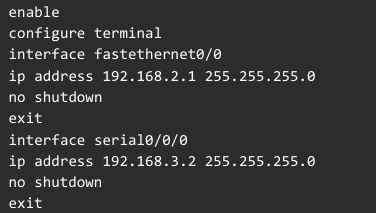 enable
configure terminal
interface fastethernet0/0
ip address 192.168.2.1 255.255.255.0
no shutdown
exit
interface serial0/0/0
ip address 192.168.3.2 255.255.255.0
no shutdown
exit